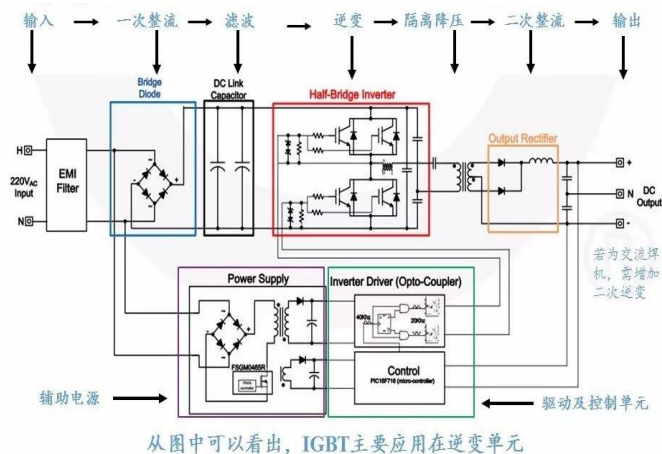 输入 一次整流 滤波 逆变 隔离降压 二次整流 输出
Bridge
Diode
DC Link
Capacitor
Half-Bridge Inverter
Output Rectifier
H
EMI
Filter
220VAC
Input
N
+
N
DC
Output
-
若为交流焊
机，需增加
二次逆变
Power Supply
Inverter Driver (Opto-Coupler)
40Khz
20Khz
FSGM0465R
Control
PIC16F716 (micro-controller)
辅助电源
驱动及控制单元
从图中可以看出，IGBT主要应用在逆变单元